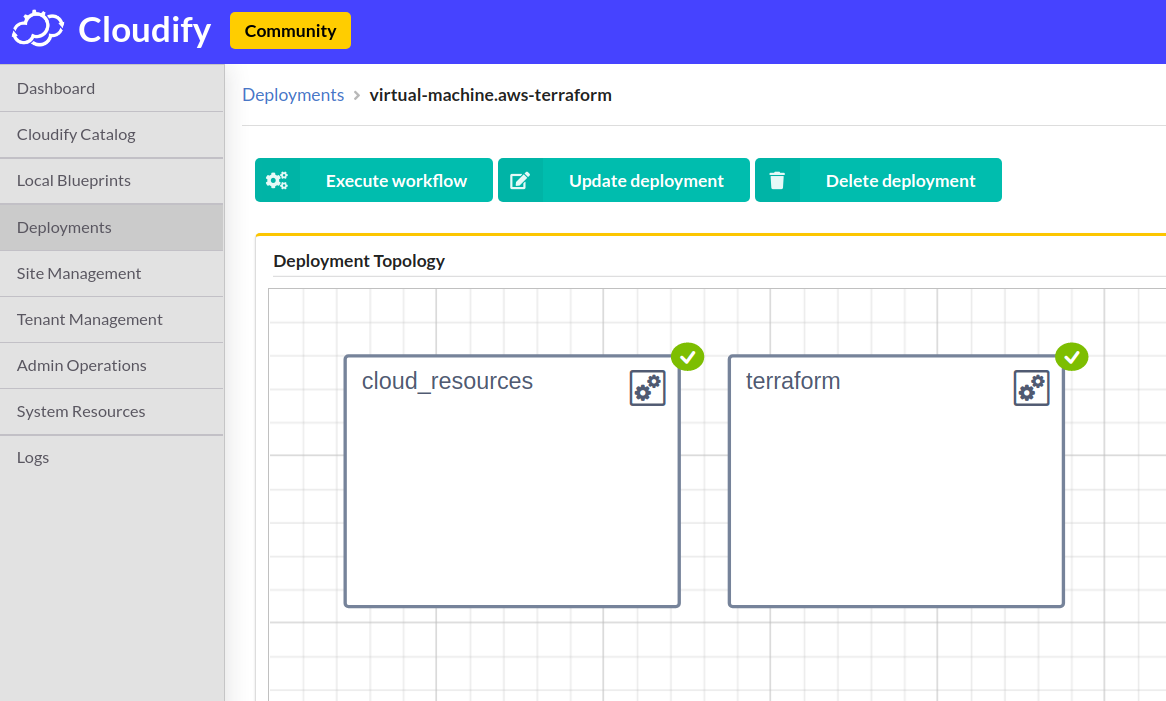 Cloudify Community
Dashboard
Cloudify Catalog
Local Blueprints
Deployments
Site Management
Tenant Management
Admin Operations
System Resources
Logs
Deployments > virtual-machine.aws-terraform
Execute workflow Update deployment Delete deployment
Deployment Topology
cloud_resources terraform